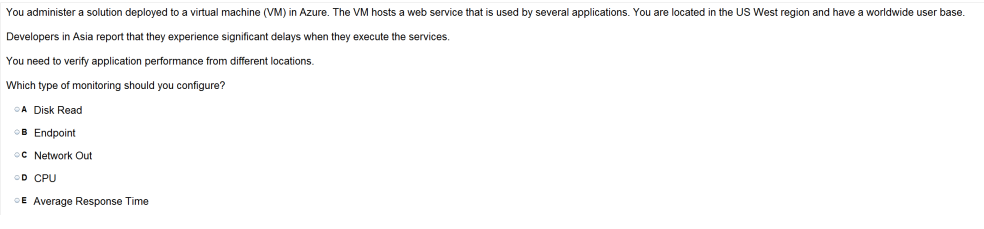 You administer a solution deployed to a virtual machine (VM) in Azure. The VM hosts a web service that is used by several applications. You are located in the US West region and have a worldwide user base.
Developers in Asia report that they experience significant delays when they execute the services.
You need to verify application performance from different locations.
Which type of monitoring should you configure?
A Disk Read
B Endpoint
C Network Out
D CPU
E Average Response Time